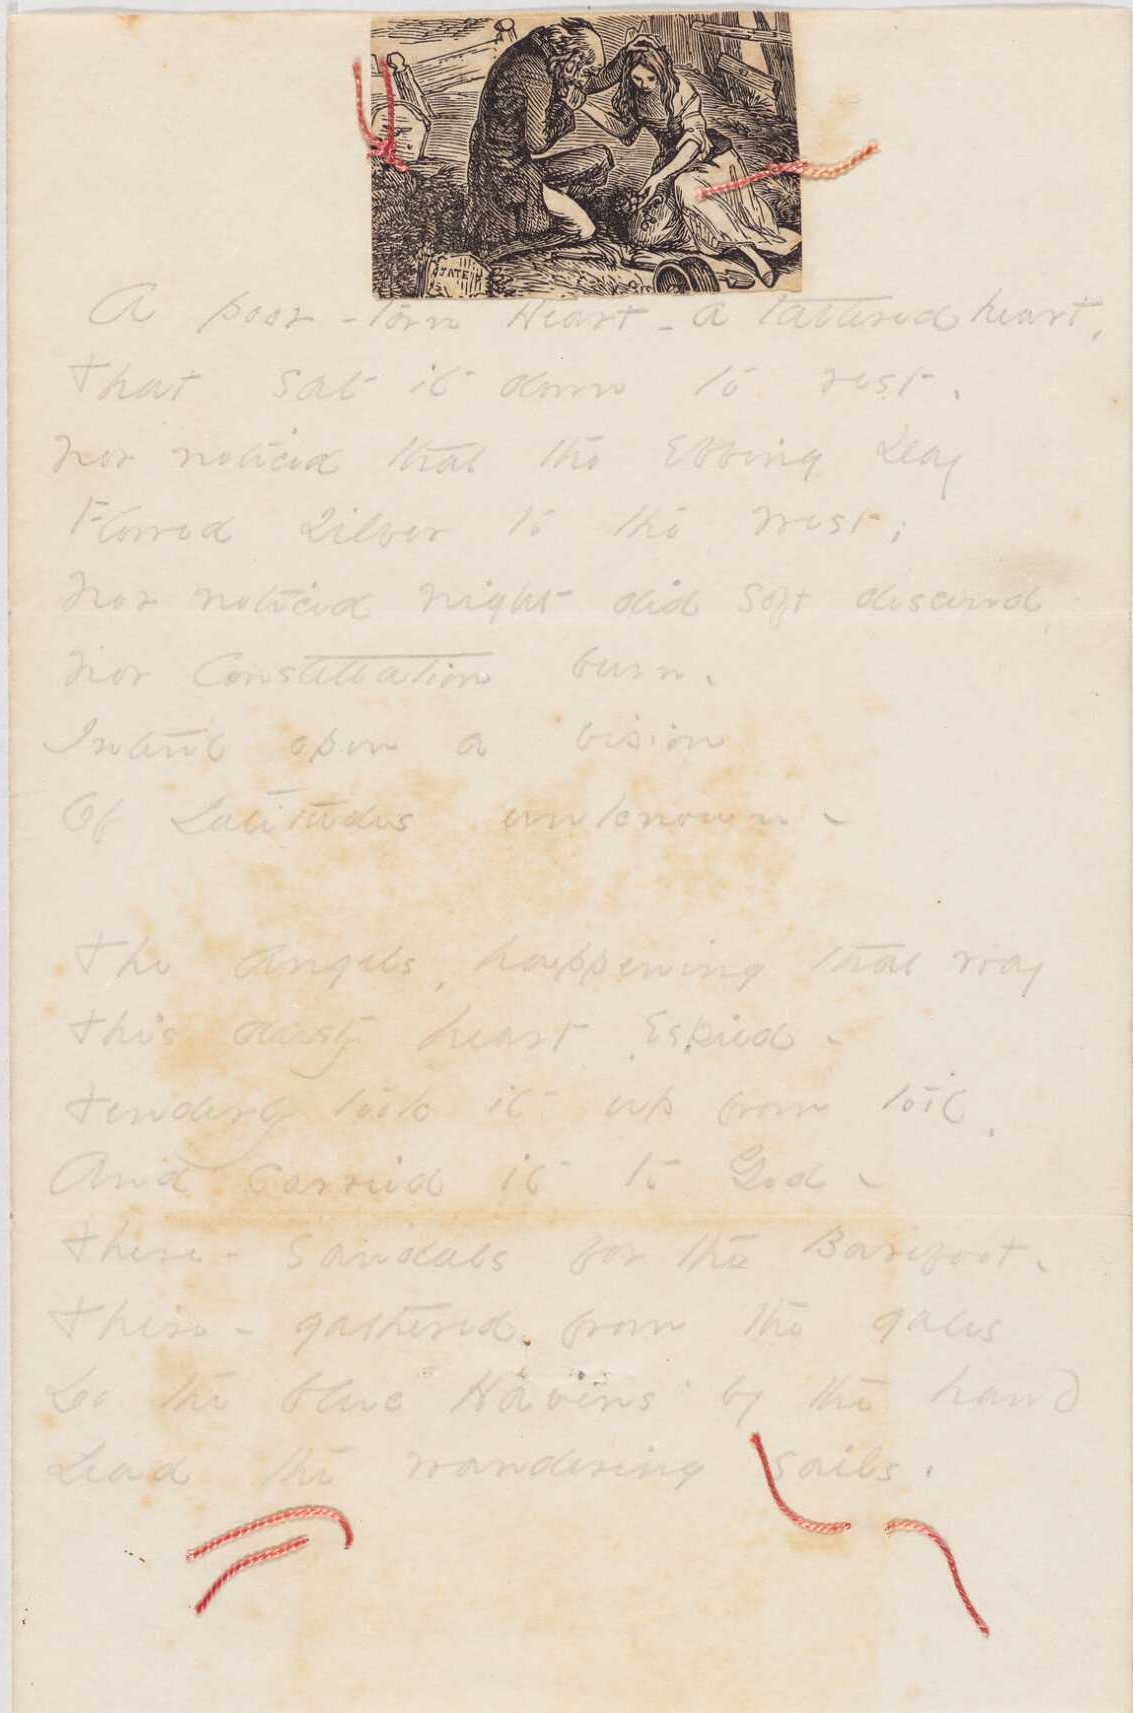 A poor - torn Heart - a tattered heart,
That sat it down to rest.
Nor noticed that the Ebbing Day
Flowed Silver to the West;
Nor noticed night did soft descend,
Nor Constellation burn.
Intent upon a vision
Of Latitudes unknown.
The Angels, happening that way
This dusty heart Espied -
Tenderly took it up from toil,
And carried it to God -
There - Sandals for the Barefoot.
There - gathered from the gales
Do the blue Havens by the hand
Lead the wandering Sails.